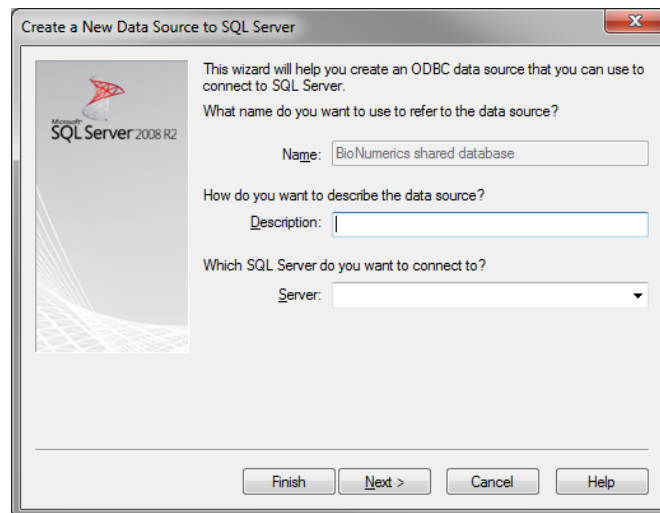 Create a New Data Source to SQL Server
X
Microsoft
SQL Server 2008 R2
This wizard will help you create an ODBC data source that you can use to
connect to SQL Server.
What name do you want to use to refer to the data source?
Name: BioNumerics shared database
How do you want to describe the data source?
Description:
Which SQL Server do you want to connect to?
Server:
Finish Next > Cancel Help